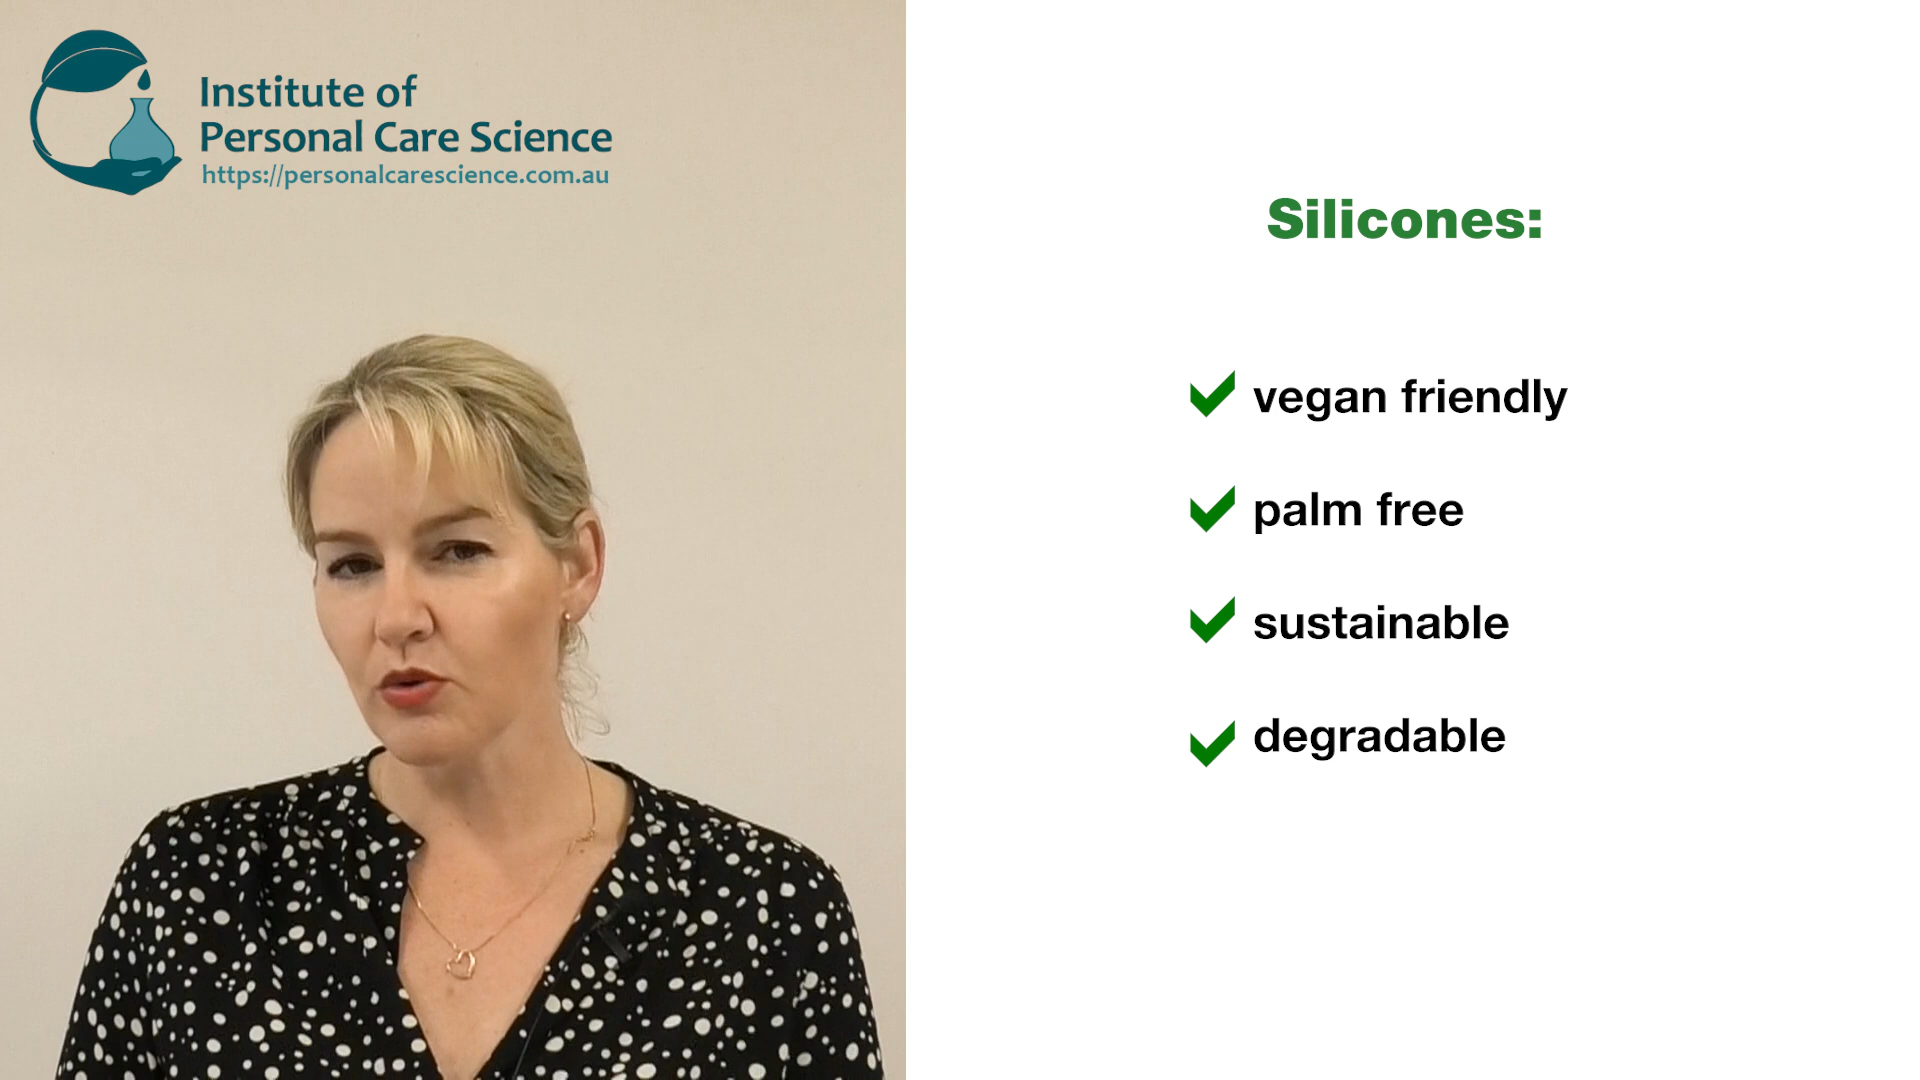 Institute of
Personal Care Science
https://personalcarescience.com.au
Silicones:
vegan friendly
palm free
sustainable
degradable